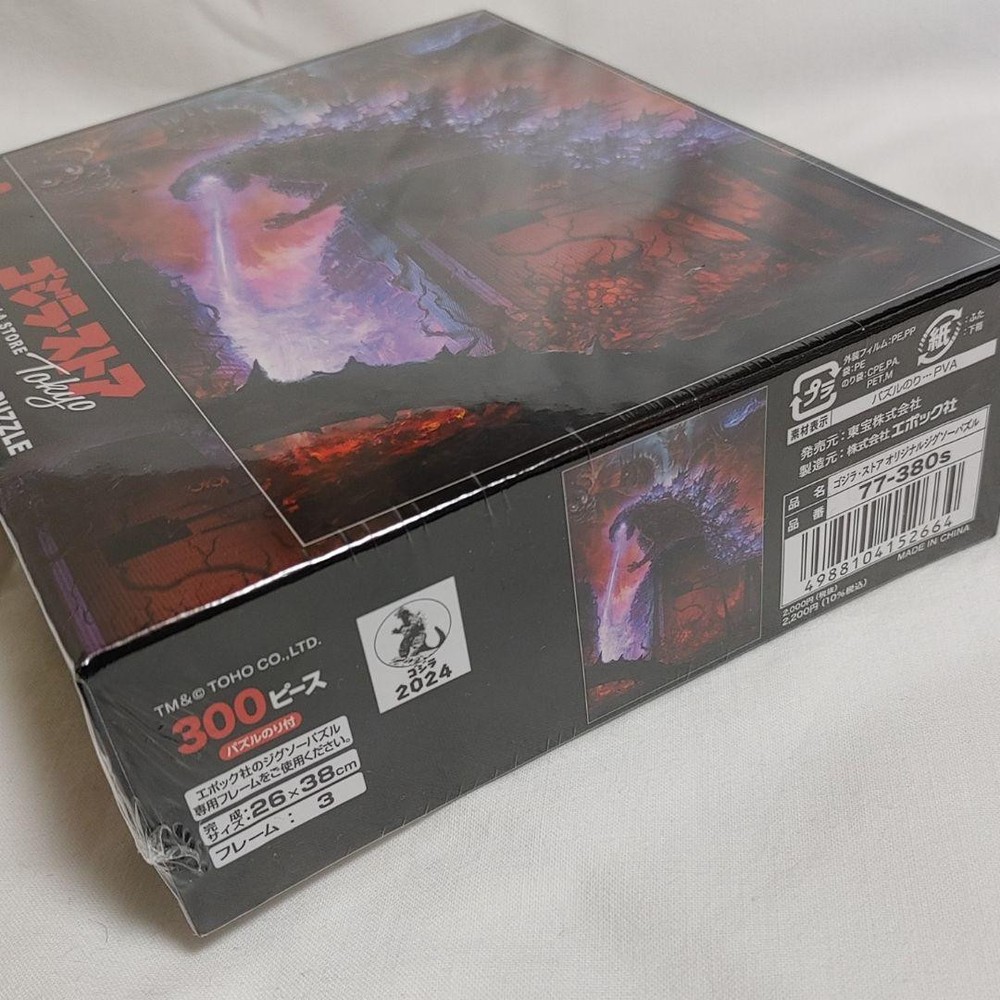 ゴジラ・ストア
STORE Tokyo
PUZZLE
TM&© TOHO CO.,LTD.
300ピース
パズルのり付
エポック社のジグソーパズル
専用フレームをご使用ください。
完成サイズ:26×38cm
フレーム:3
ゴジラ
2024
プラ
外装フィルム:PE,PP
袋:PE
のり袋:CPE,PA,
PET,M
紙
:ふた
:下箱
素材表示
パズルのり…PVA
発売元:東宝株式会社
製造元:株式会社エポック社
品名 ゴジラ・ストア オリジナルジグソーパズル
品番 77-380s
4988104152664
MADE IN CHINA
2,000円(税抜)
2,200円(10%税込)